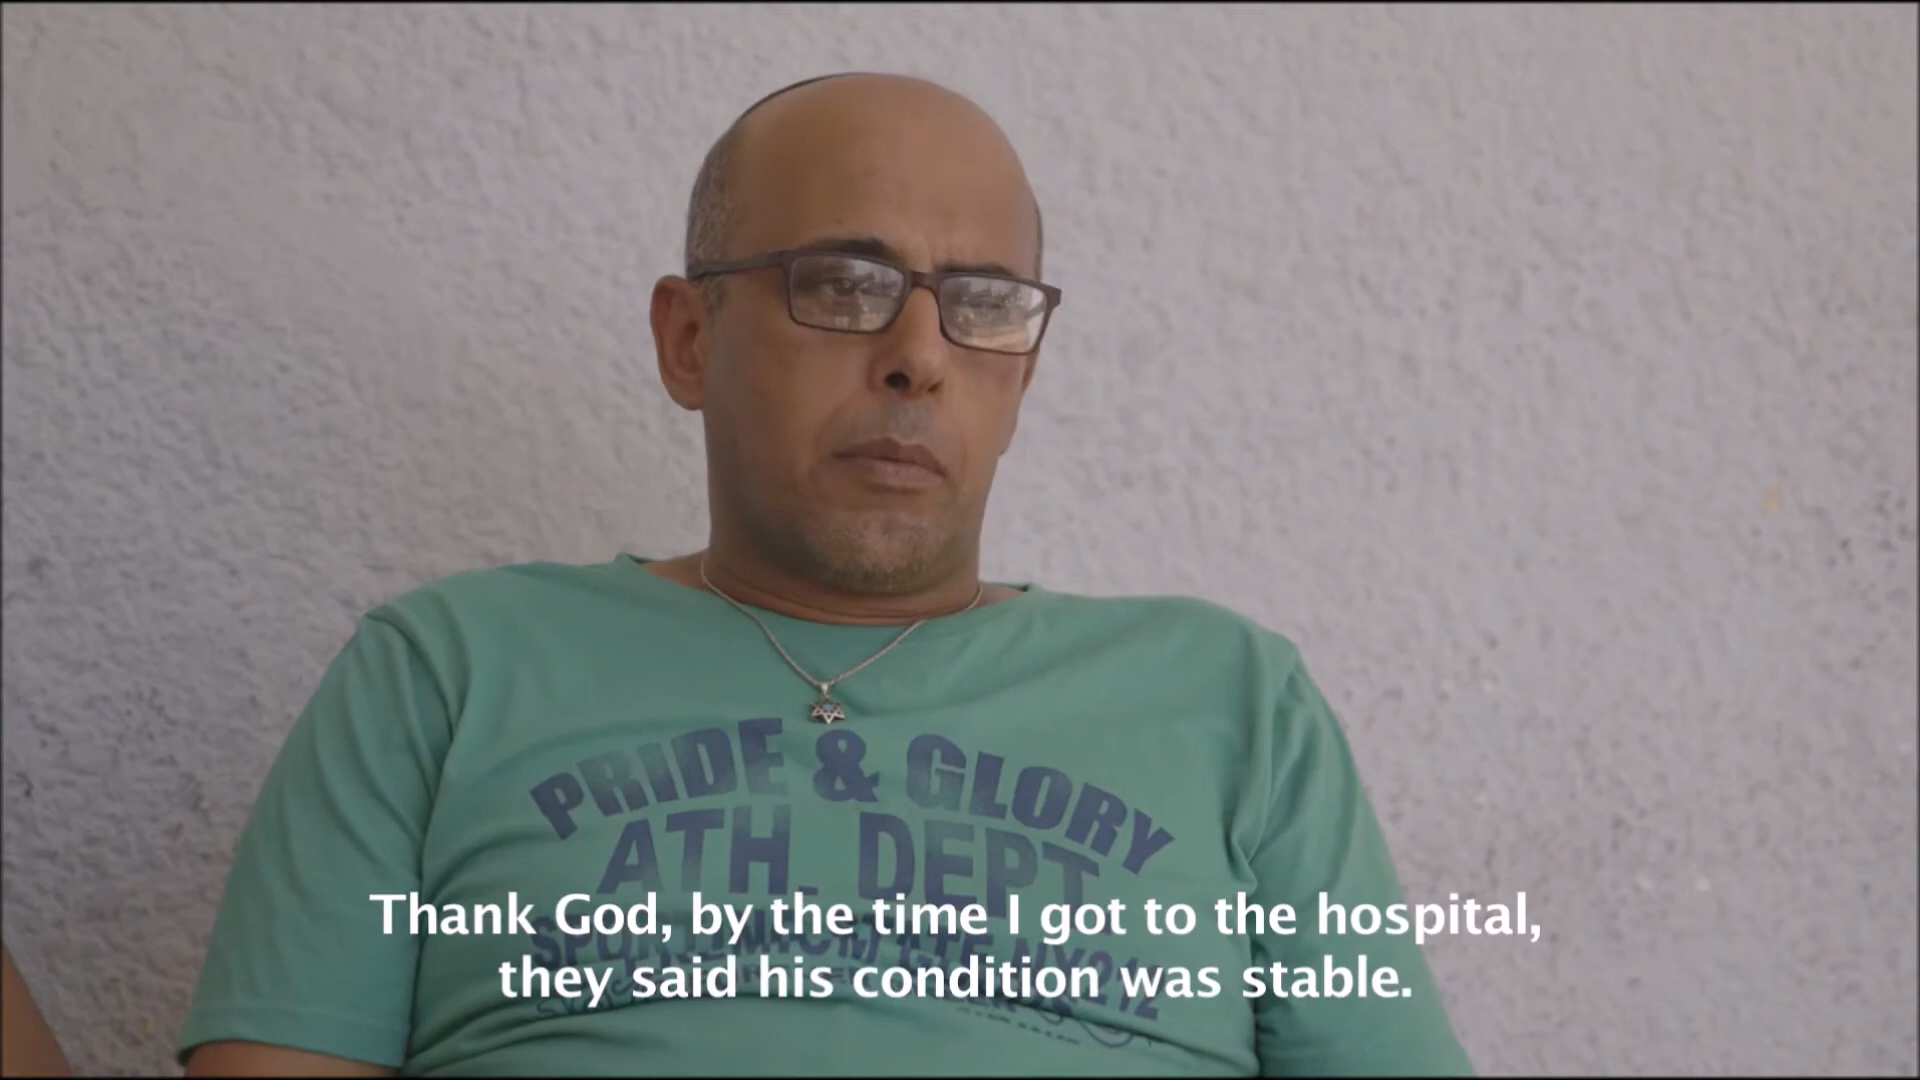 PRIDE & GLORY
ATH. DEPT
Thank God, by the time I got to the hospital,
they said his condition was stable.